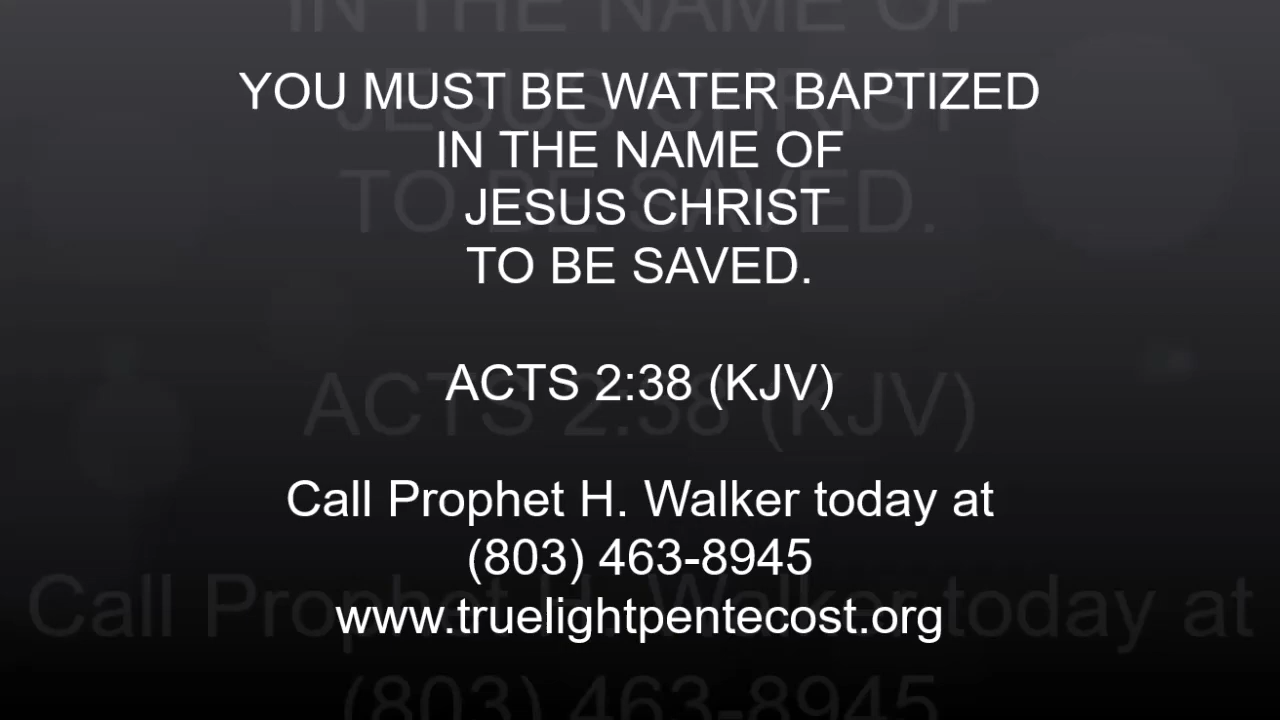 YOU MUST BE WATER BAPTIZED
IN THE NAME OF
JESUS CHRIST
TO BE SAVED.
ACTS 2:38 (KJV)
Call Prophet H. Walker today at
(803) 463-8945
www.truelightpentecost.org